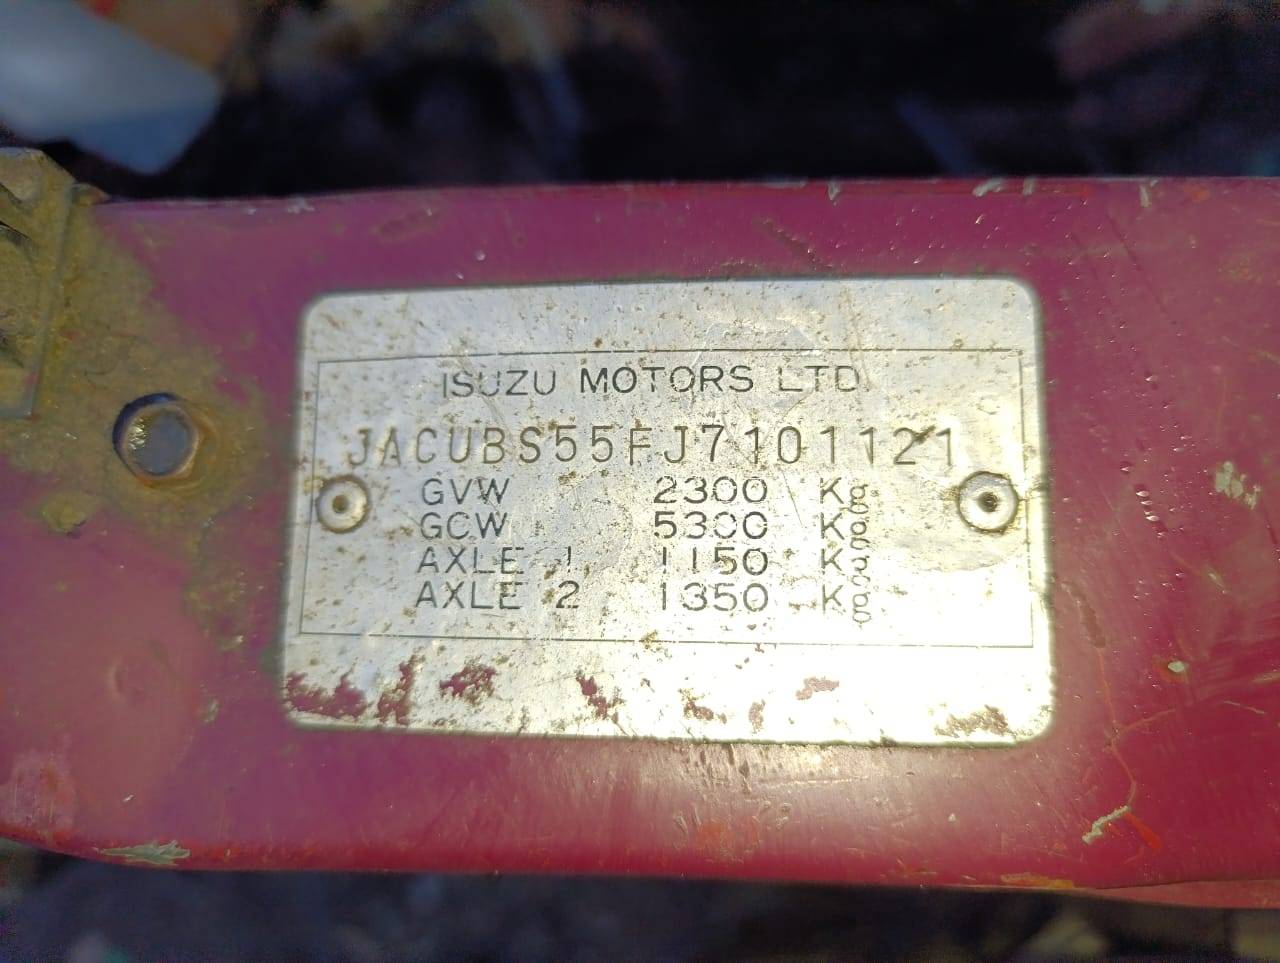 ISUZU MOTORS LTD.
JACUBS55FJ7101121
GVW 2300 Kg
GCW 5300 Kg
AXLE 1 1150 Kg
AXLE 2 1350 Kg